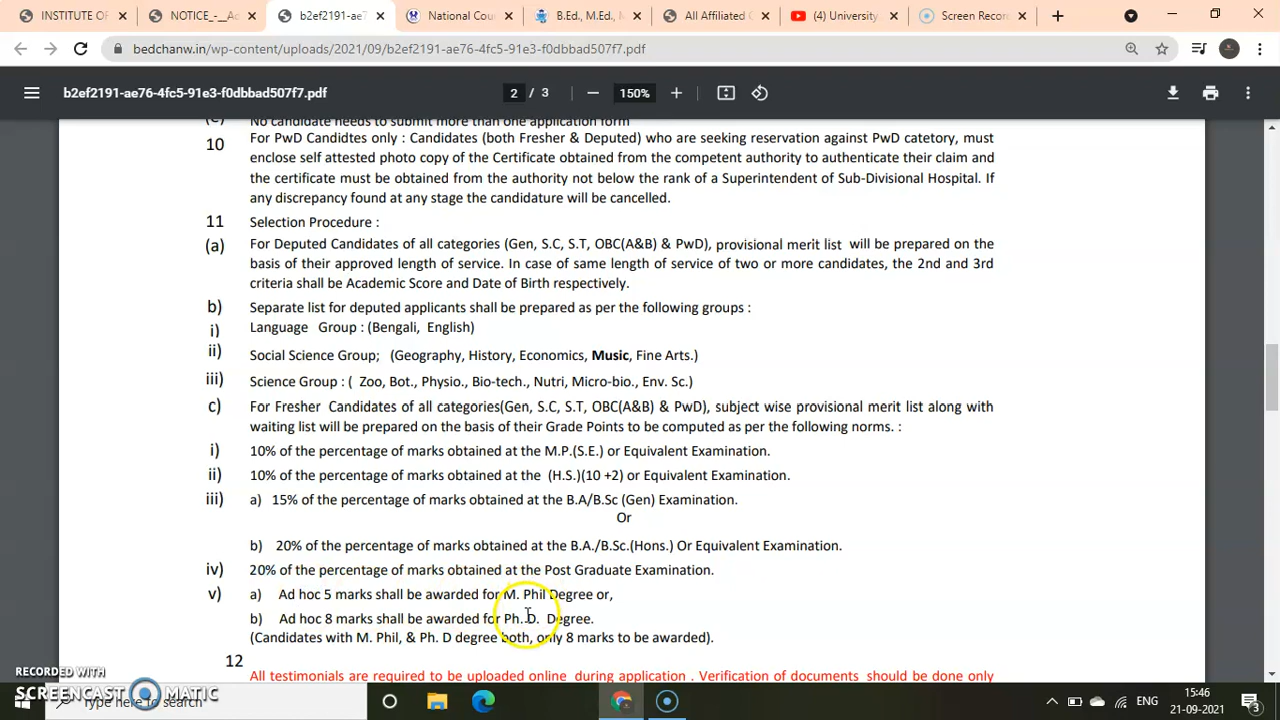 INSTITUTE OF
NOTICE_-__Ad
b2ef2191-ae7
National Cou
B.Ed., M.Ed., M
All Affiliated C
(4) University
Screen Recor
bedchanw.in/wp-content/uploads/2021/09/b2ef2191-ae76-4fc5-91e3-f0dbbad507f7.pdf
b2ef2191-ae76-4fc5-91e3-f0dbbad507f7.pdf
2 / 3
150%
No candidate needs to submit more than one application form
10 For PwD Candidtes only : Candidates (both Fresher & Deputed) who are seeking reservation against PwD catetory, must
enclose self attested photo copy of the Certificate obtained from the competent authority to authenticate their claim and
the certificate must be obtained from the authority not below the rank of a Superintendent of Sub-Divisional Hospital. If
any discrepancy found at any stage the candidature will be cancelled.
11 Selection Procedure :
(a) For Deputed Candidates of all categories (Gen, S.C, S.T, OBC(A&B) & PwD), provisional merit list will be prepared on the
basis of their approved length of service. In case of same length of service of two or more candidates, the 2nd and 3rd
criteria shall be Academic Score and Date of Birth respectively.
b) Separate list for deputed applicants shall be prepared as per the following groups :
i) Language Group : (Bengali, English)
ii) Social Science Group; (Geography, History, Economics, Music, Fine Arts.)
iii) Science Group : ( Zoo, Bot., Physio., Bio-tech., Nutri, Micro-bio., Env. Sc.)
c) For Fresher Candidates of all categories(Gen, S.C, S.T, OBC(A&B) & PwD), subject wise provisional merit list along with
waiting list will be prepared on the basis of their Grade Points to be computed as per the following norms. :
i) 10% of the percentage of marks obtained at the M.P.(S.E.) or Equivalent Examination.
ii) 10% of the percentage of marks obtained at the (H.S.)(10 +2) or Equivalent Examination.
iii) a) 15% of the percentage of marks obtained at the B.A/B.Sc (Gen) Examination.
Or
b) 20% of the percentage of marks obtained at the B.A./B.Sc.(Hons.) Or Equivalent Examination.
iv) 20% of the percentage of marks obtained at the Post Graduate Examination.
v) a) Ad hoc 5 marks shall be awarded for M. Phil Degree or,
b) Ad hoc 8 marks shall be awarded for Ph. D. Degree.
(Candidates with M. Phil, & Ph. D degree both, only 8 marks to be awarded).
12
All testimonials are required to be uploaded online during application . Verification of documents should be done only
RECORDED WITH
SCREENCAST MATIC
Type here to search
ENG
15:46
21-09-2021
3